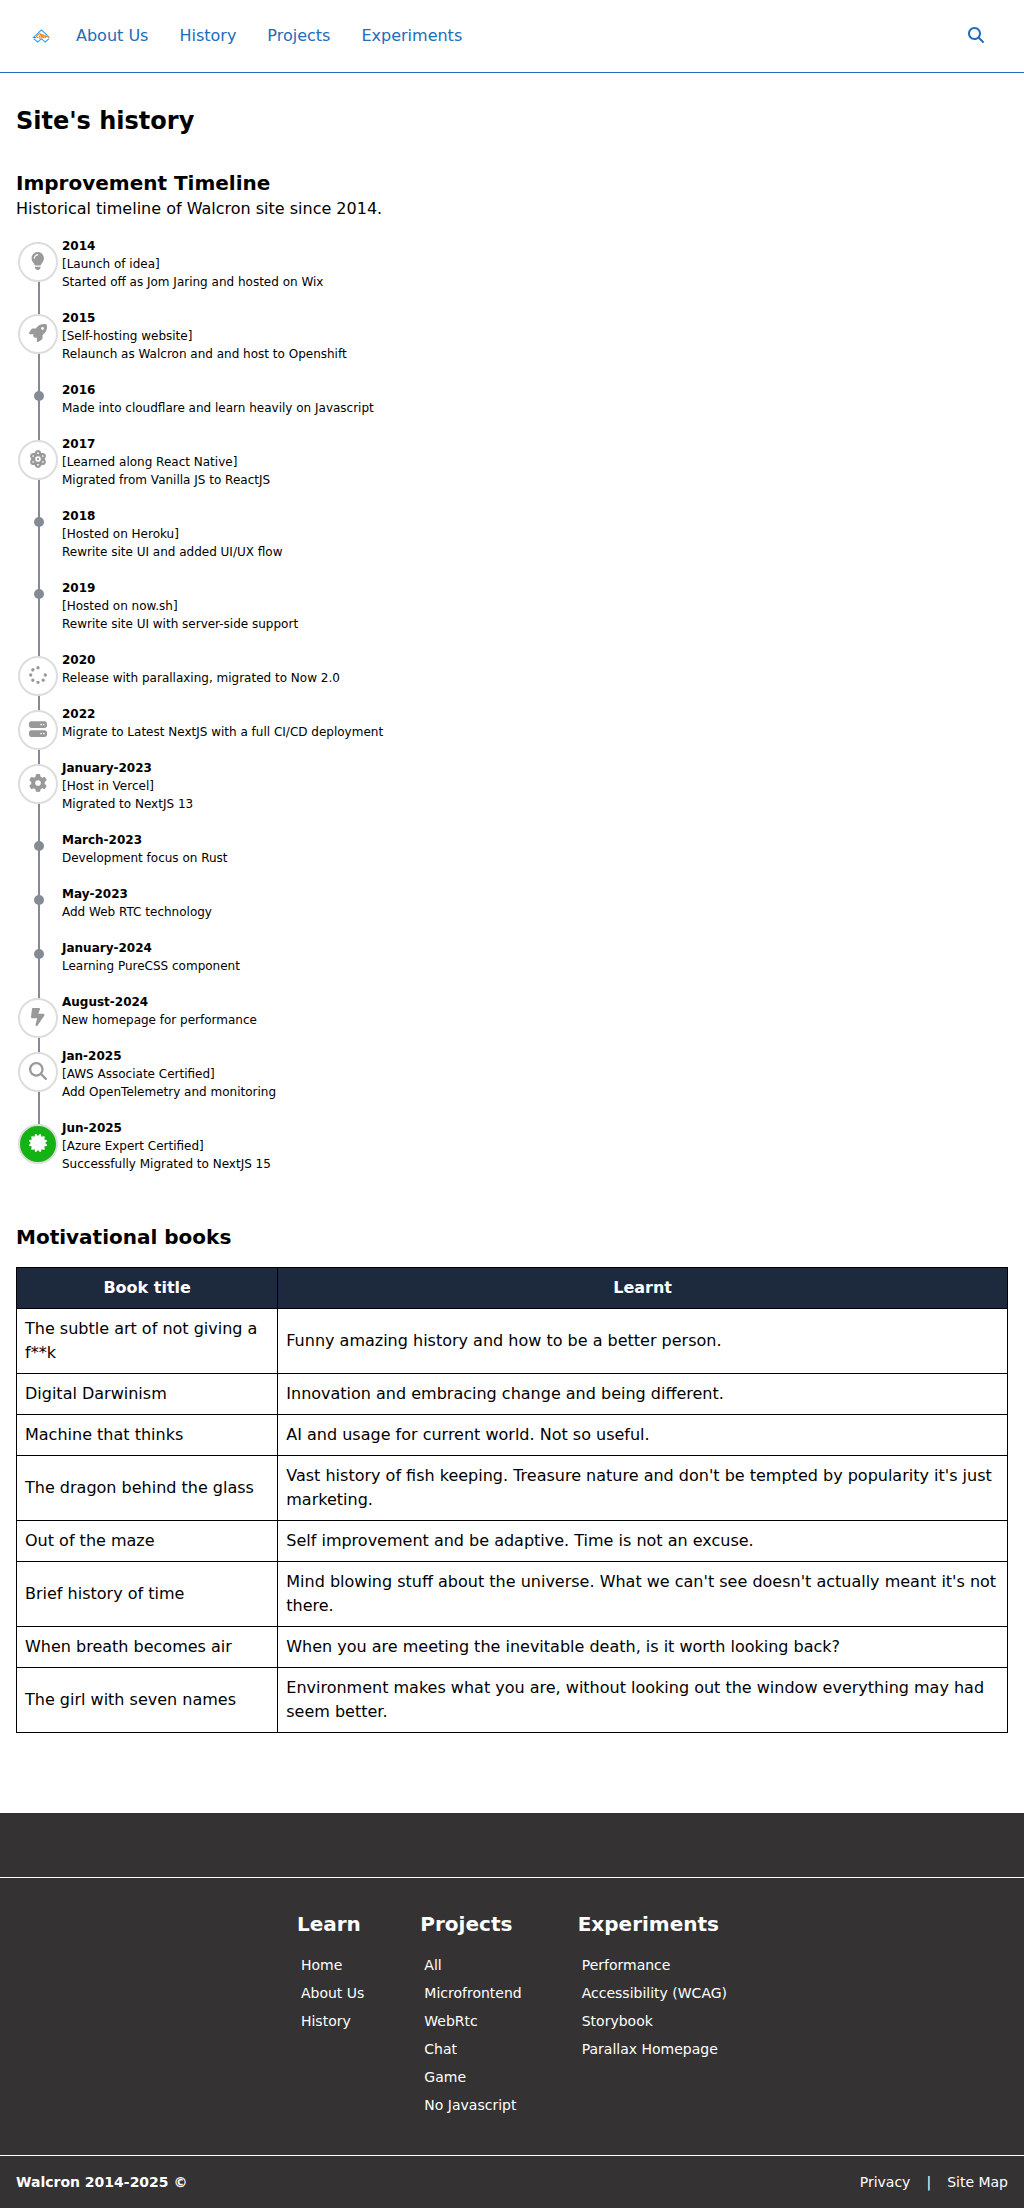 About Us History Projects Experiments
Site's history
Improvement Timeline
Historical timeline of Walcron site since 2014.
2014
[Launch of idea]
Started off as Jom Jaring and hosted on Wix
2015
[Self-hosting website]
Relaunch as Walcron and and host to Openshift
2016
Made into cloudflare and learn heavily on Javascript
2017
[Learned along React Native]
Migrated from Vanilla JS to ReactJS
2018
[Hosted on Heroku]
Rewrite site UI and added UI/UX flow
2019
[Hosted on now.sh]
Rewrite site UI with server-side support
2020
Release with parallaxing, migrated to Now 2.0
2022
Migrate to Latest NextJS with a full CI/CD deployment
January-2023
[Host in Vercel]
Migrated to NextJS 13
March-2023
Development focus on Rust
May-2023
Add Web RTC technology
January-2024
Learning PureCSS component
August-2024
New homepage for performance
Jan-2025
[AWS Associate Certified]
Add OpenTelemetry and monitoring
Jun-2025
[Azure Expert Certified]
Successfully Migrated to NextJS 15
Motivational books
Book title Learnt
The subtle art of not giving a
f**k
Funny amazing history and how to be a better person.
Digital Darwinism Innovation and embracing change and being different.
Machine that thinks AI and usage for current world. Not so useful.
The dragon behind the glass
Vast history of fish keeping. Treasure nature and don't be tempted by popularity it's just
marketing.
Out of the maze Self improvement and be adaptive. Time is not an excuse.
Brief history of time
Mind blowing stuff about the universe. What we can't see doesn't actually meant it's not
there.
When breath becomes air When you are meeting the inevitable death, is it worth looking back?
The girl with seven names
Environment makes what you are, without looking out the window everything may had
seem better.
Learn
Home
About Us
History
Projects
All
Microfrontend
WebRtc
Chat
Game
No Javascript
Experiments
Performance
Accessibility (WCAG)
Storybook
Parallax Homepage
Walcron 2014-2025 © Privacy | Site Map